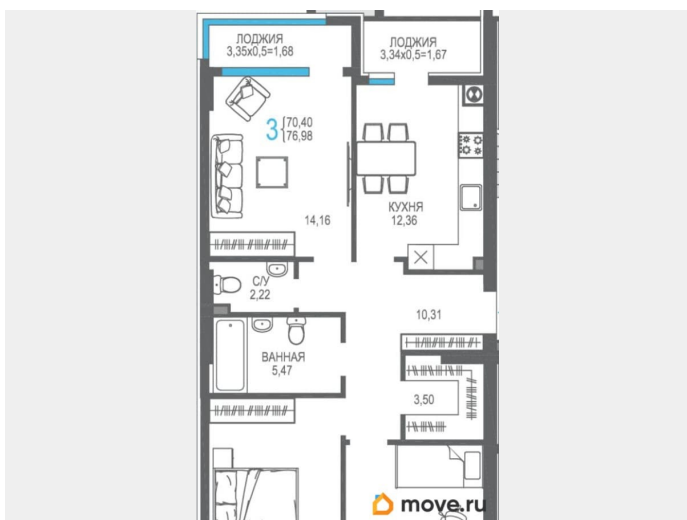 ЛОДЖИЯ
3,35x0,5=1,68
ЛОДЖИЯ
3,34x0,5=1,67
3 70,40
76,98
14,16
КУХНЯ
12,36
С/У
2,22
10,31
ВАННАЯ
5,47
3,50
move.ru